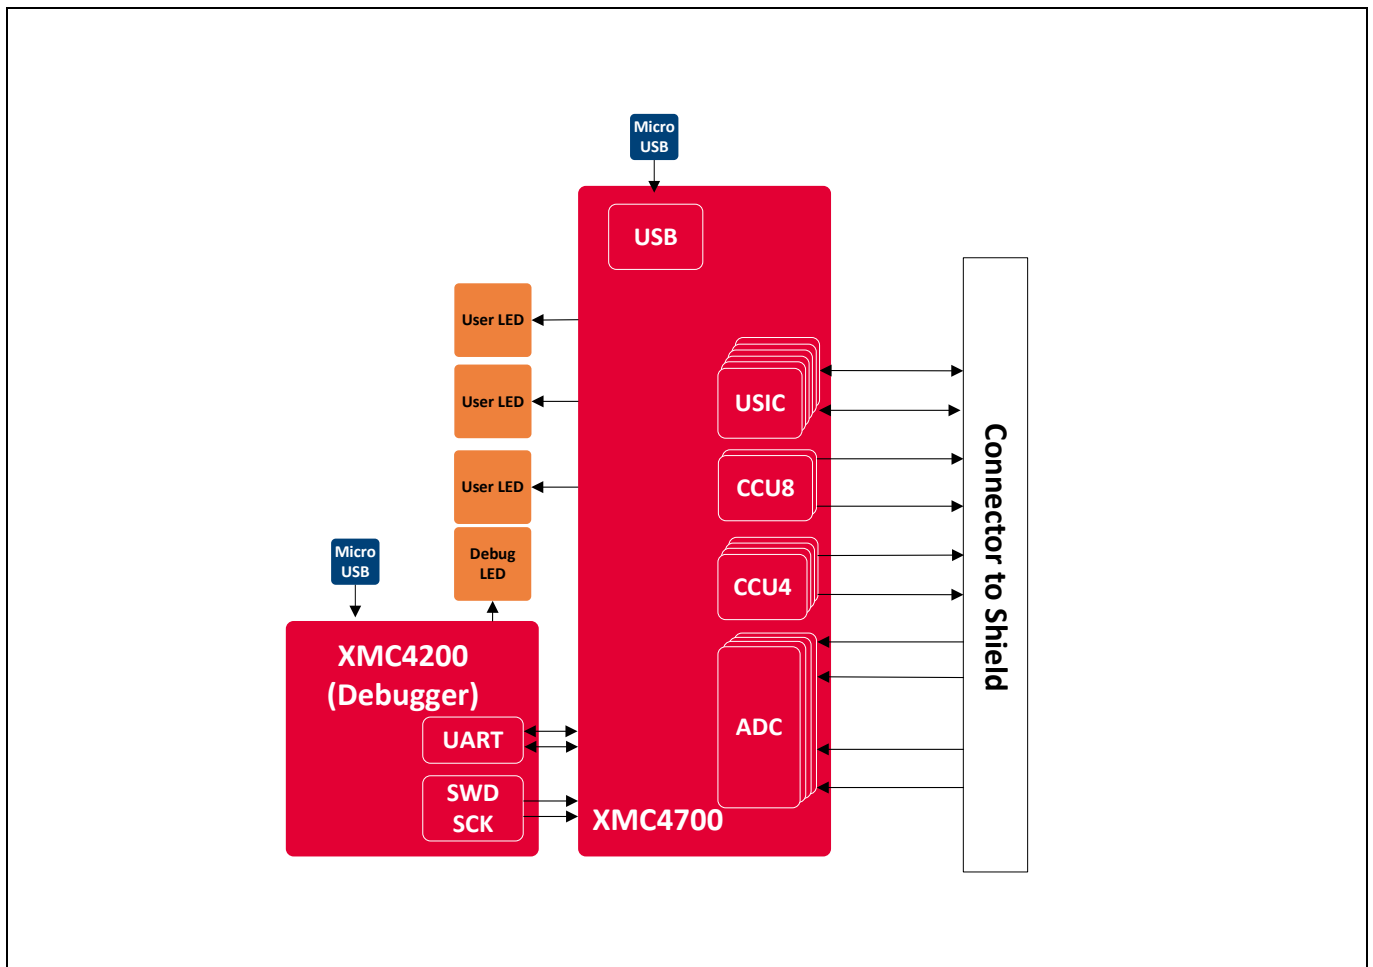 Micro
USB
USB
User LED
User LED
User LED
Debug
LED
Micro
USB
XMC4200
(Debugger)
UART
SWD
SCK
XMC4700
USIC
CCU8
CCU4
ADC
Connector to Shield